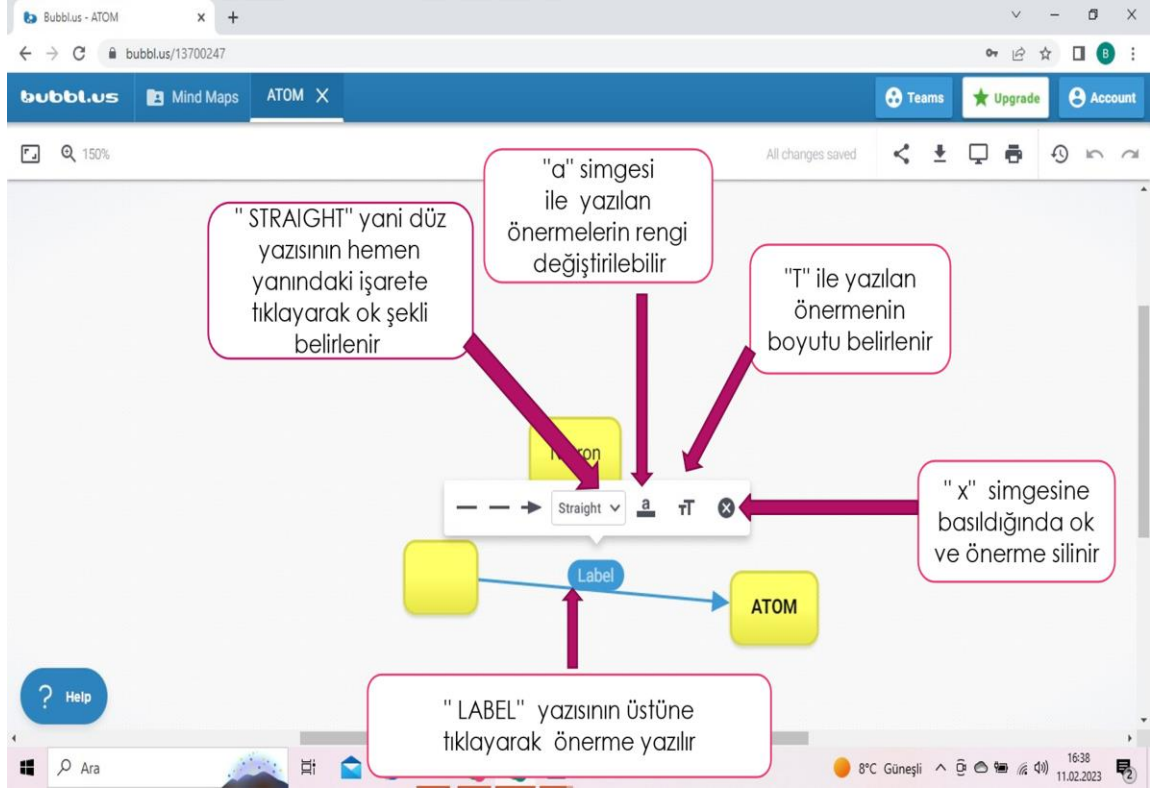 Bubbl.us - ATOM
bubbl.us/13700247
B
bubbl.us
Mind Maps
ATOM
Teams
Upgrade
Account
150%
All changes saved
" STRAIGHT" yani düz
yazısının hemen
yanındaki işarete
tıklayarak ok şekli
belirlenir
"a" simgesi
ile yazılan
önermelerin rengi
değiştirilebilir
"T" ile yazılan
önermenin
boyutu belirlenir
Straight
a
TT
" x" simgesine
basıldığında ok
ve önerme silinir
Label
ATOM
" LABEL" yazısının üstüne
tıklayarak önerme yazılır
? Help
Ara
8°C Güneşli
16:38
11.02.2023
2